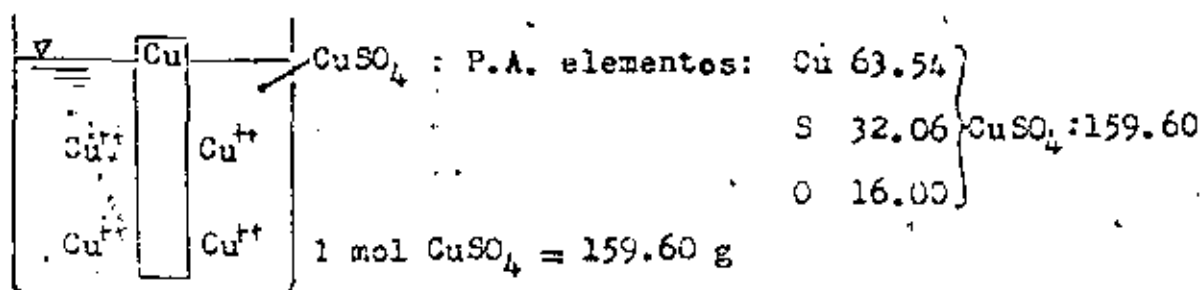 Cu CuSO₄ : P.A. elementos: Cu 63.54
Cu⁺⁺ Cu⁺⁺ S 32.06 CuSO₄:159.60
O 16.00
Cu⁺⁺ Cu⁺⁺ 1 mol CuSO₄ = 159.60 g